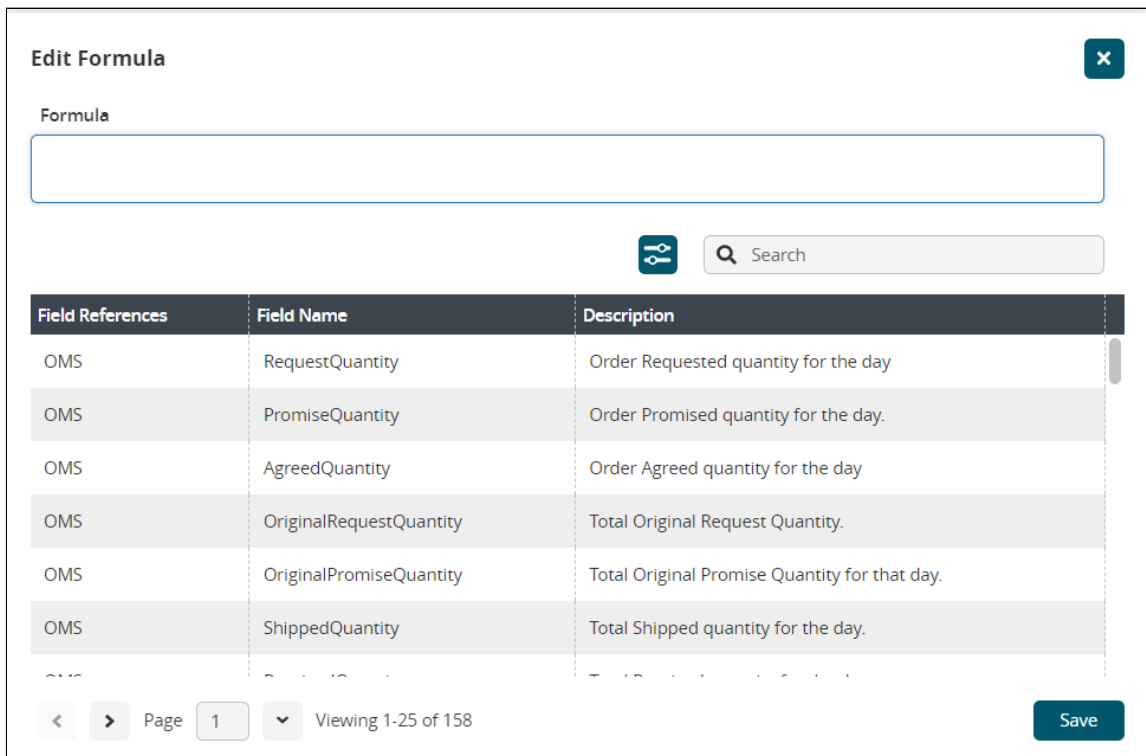 Edit Formula
Formula
Search
Field References Field Name Description
OMS RequestQuantity Order Requested quantity for the day
OMS PromiseQuantity Order Promised quantity for the day.
OMS AgreedQuantity Order Agreed quantity for the day
OMS OriginalRequestQuantity Total Original Request Quantity.
OMS OriginalPromiseQuantity Total Original Promise Quantity for that day.
OMS ShippedQuantity Total Shipped quantity for the day.
Page 1 Viewing 1-25 of 158 Save